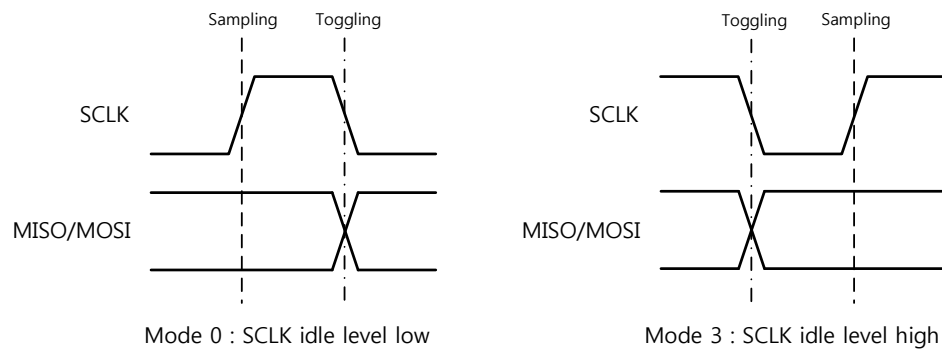 Sampling Toggling
SCLK
MISO/MOSI
Mode 0 : SCLK idle level low
Toggling Sampling
SCLK
MISO/MOSI
Mode 3 : SCLK idle level high